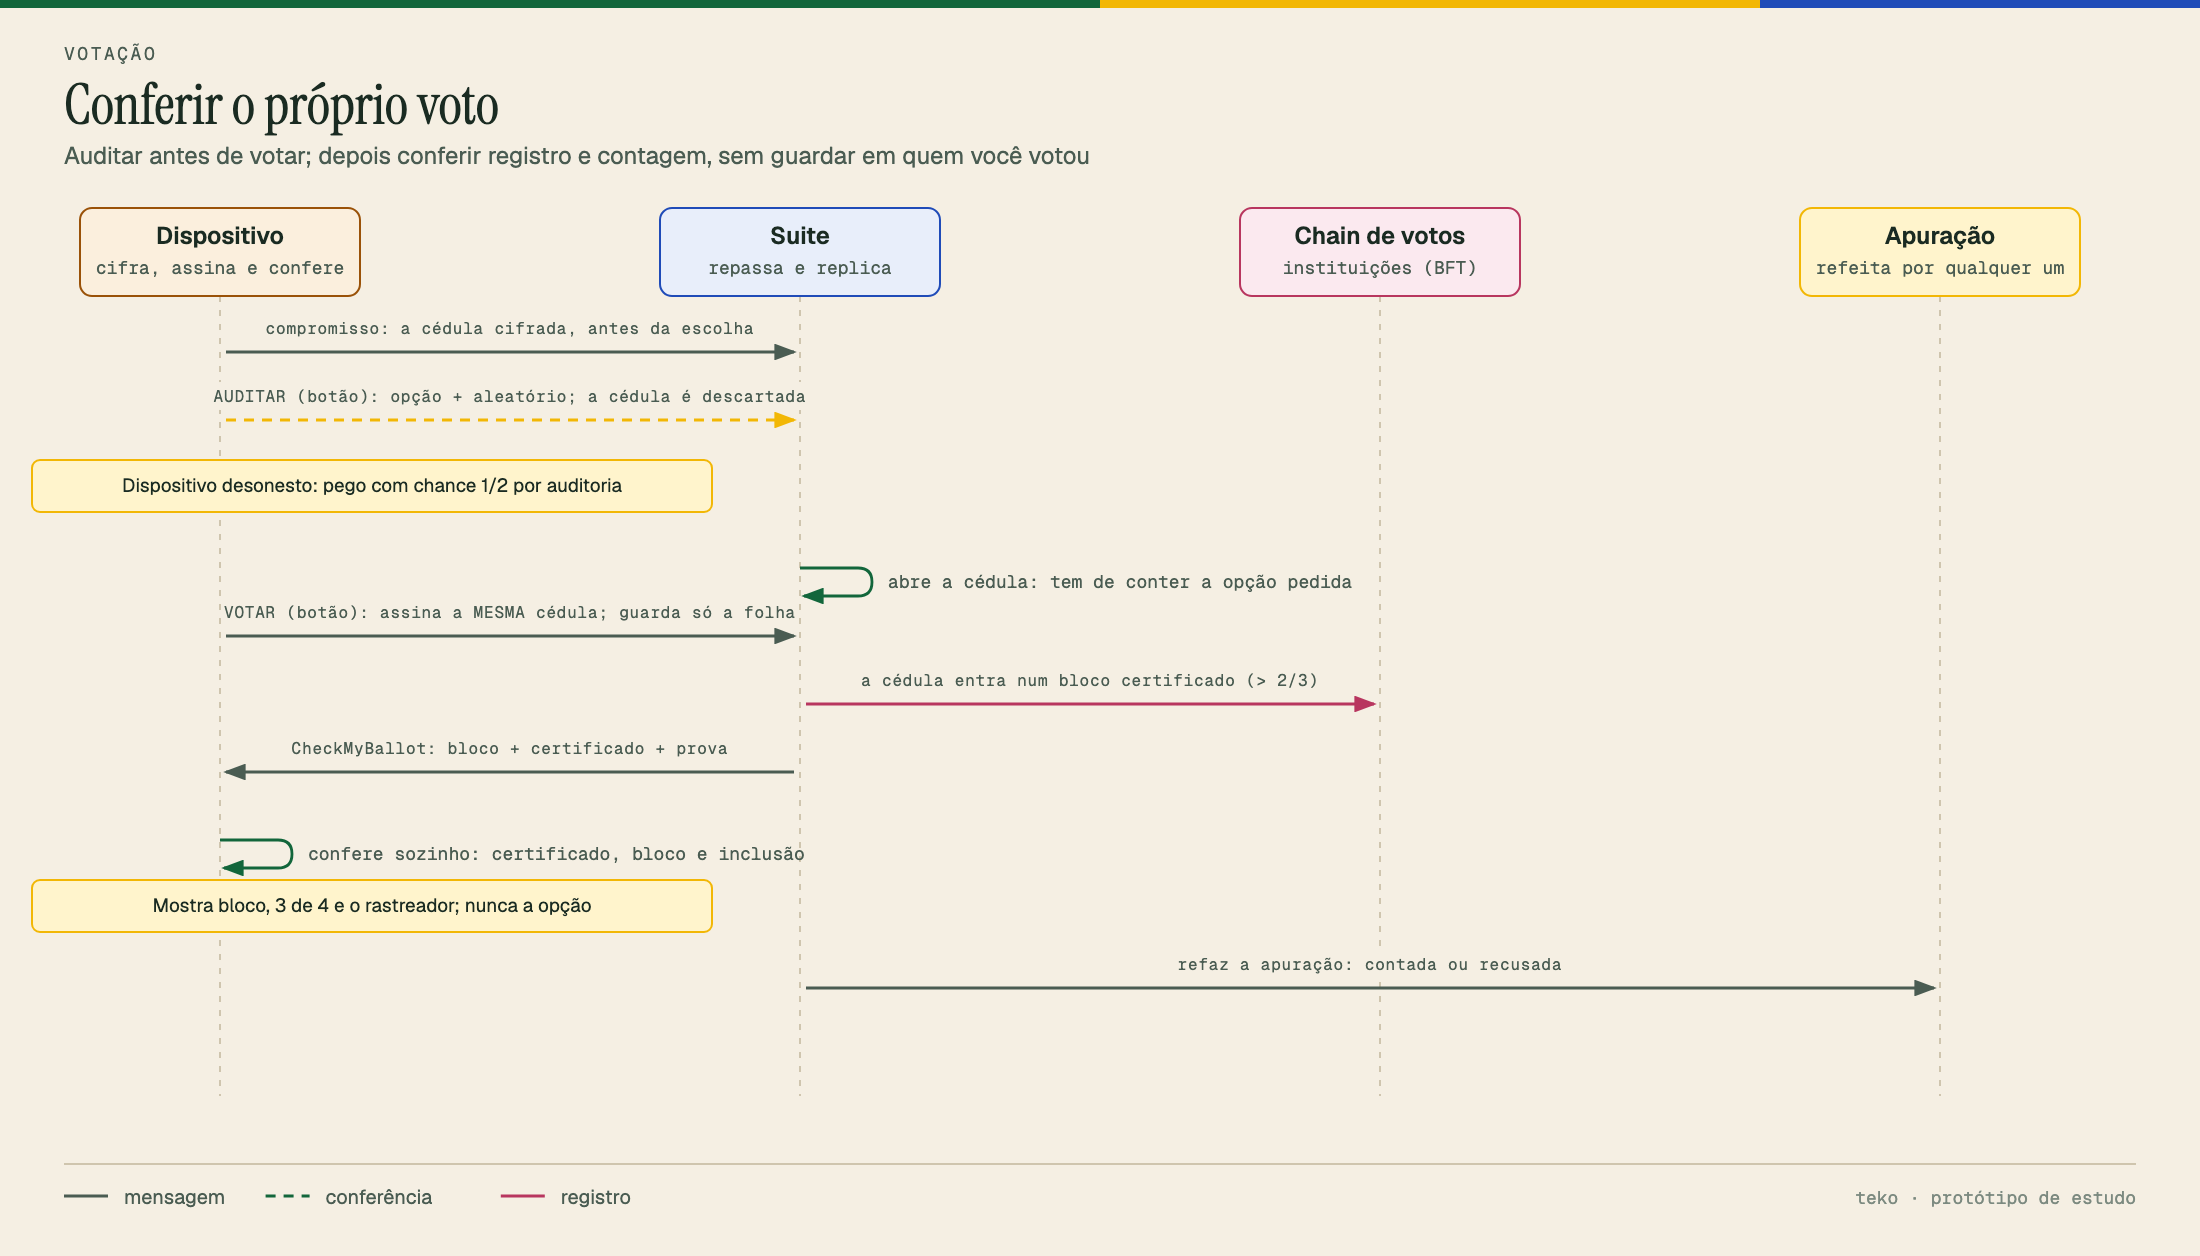 VOTAÇÃO
Conferir o próprio voto
Auditar antes de votar; depois conferir registro e contagem, sem guardar em quem você votou
Dispositivo
cifra, assina e confere
Suite
repassa e replica
Chain de votos
instituições (BFT)
Apuração
refeita por qualquer um
compromisso: a cédula cifrada, antes da escolha
AUDITAR (botão): opção + aleatório; a cédula é descartada
Dispositivo desonesto: pego com chance 1/2 por auditoria
abre a cédula: tem de conter a opção pedida
VOTAR (botão): assina a MESMA cédula; guarda só a folha
a cédula entra num bloco certificado (> 2/3)
CheckMyBallot: bloco + certificado + prova
confere sozinho: certificado, bloco e inclusão
Mostra bloco, 3 de 4 e o rastreador; nunca a opção
refaz a apuração: contada ou recusada
mensagem
conferência
registro
teko · protótipo de estudo